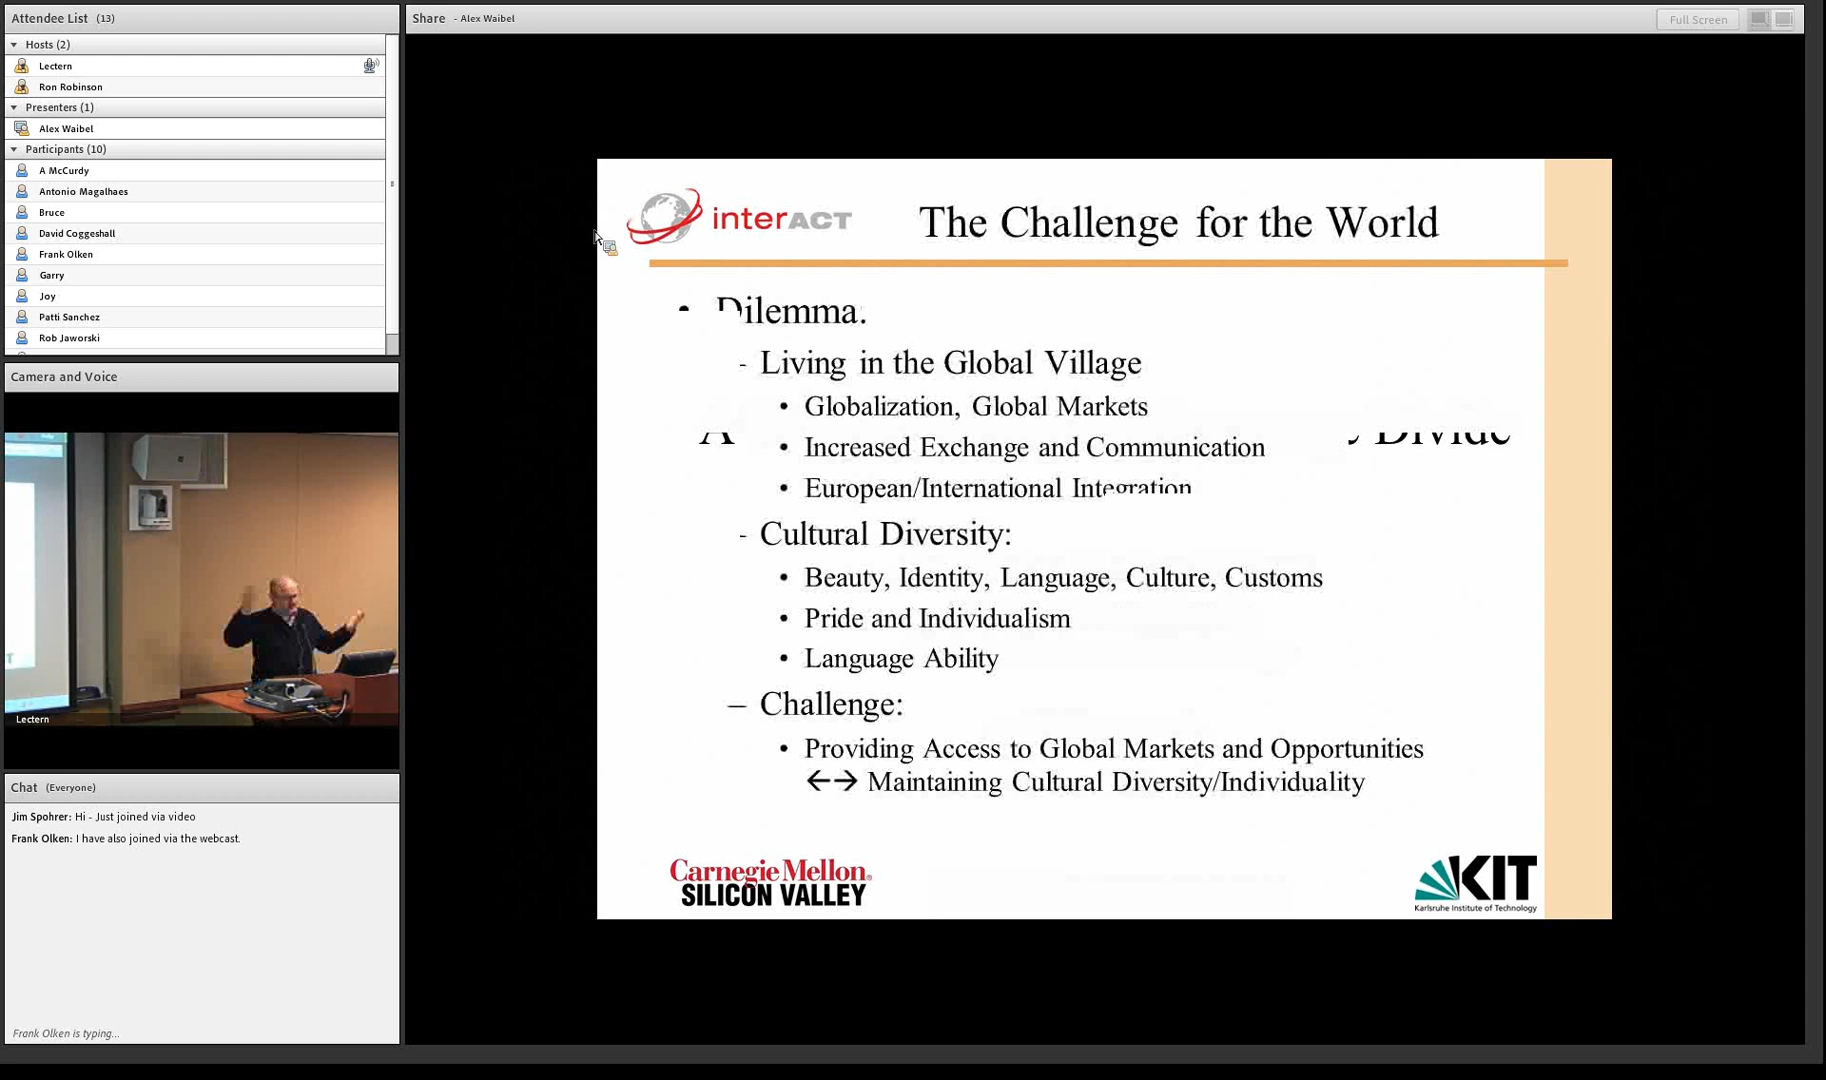 Attendee List (13)
Hosts (2)
Lectern
Ron Robinson
Presenters (1)
Alex Waibel
Participants (10)
A McCurdy
Antonio Magalhaes
Bruce
David Coggeshall
Frank Olken
Garry
Joy
Patti Sanchez
Rob Jaworski
Camera and Voice
Lectern
Chat (Everyone)
Jim Spohrer: Hi - Just joined via video
Frank Olken: I have also joined via the webcast.
Frank Olken is typing...
Share - Alex Waibel
Full Screen
interACT
The Challenge for the World
• Dilemma:
- Living in the Global Village
• Globalization, Global Markets
• Increased Exchange and Communication
• European/International Integration
- Cultural Diversity:
• Beauty, Identity, Language, Culture, Customs
• Pride and Individualism
• Language Ability
– Challenge:
• Providing Access to Global Markets and Opportunities
←→ Maintaining Cultural Diversity/Individuality
Carnegie Mellon®
SILICON VALLEY
KIT
Karlsruhe Institute of Technology